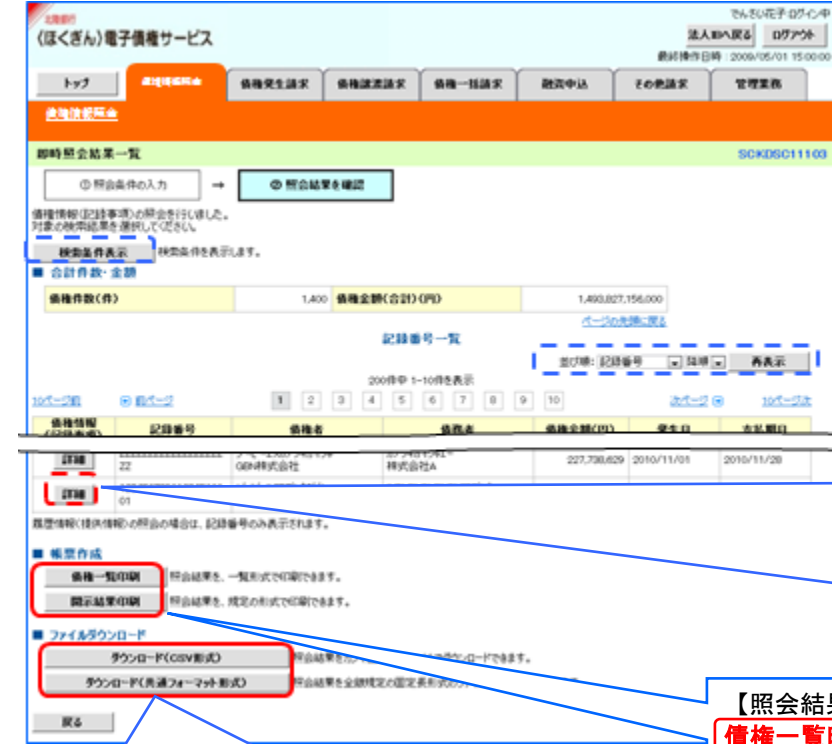 北陸銀行
でんさい花子:ログイン中
〈ほくぎん〉電子債権サービス
法人IDへ戻る ログアウト
最終操作日時:2009/05/01 15:00:00
トップ 債権情報照会 債権発生請求 債権譲渡請求 債権一括請求 融資申込 その他請求 管理業務
債権情報照会
即時照会結果一覧 SCKDSC11103
① 照会条件の入力 → ② 照会結果を確認
債権情報(記録事項)の照会を行いました。
対象の検索結果を選択してください。
検索条件表示 検索条件を表示します。
■ 合計件数・金額
債権件数(件) 1,400 債権金額(合計)(円) 1,493,827,156,000
ページの先頭に戻る
記録番号一覧
並び順: 記録番号 降順 再表示
200件中 1-10件を表示
10ページ前 前ページ 1 2 3 4 5 6 7 8 9 10 次ページ 10ページ次
債権情報 記録番号 債権者 債務者 債権金額(円) 発生日 支払期日
詳細 ZZ GEN株式会社 株式会社A 227,738,629 2010/11/01 2010/11/28
詳細 01
履歴情報(提供情報)の照会の場合は、記録番号のみ表示されます。
■ 帳票作成
債権一覧印刷 照会結果を、一覧形式で印刷できます。
開示結果印刷 照会結果を、規定の形式で印刷できます。
■ ファイルダウンロード
ダウンロード(CSV形式) 照会結果を ダウンロードできます。
ダウンロード(共通フォーマット形式) 照会結果を全銀規定の固定長形式の
戻る
【照会結果
債権一覧